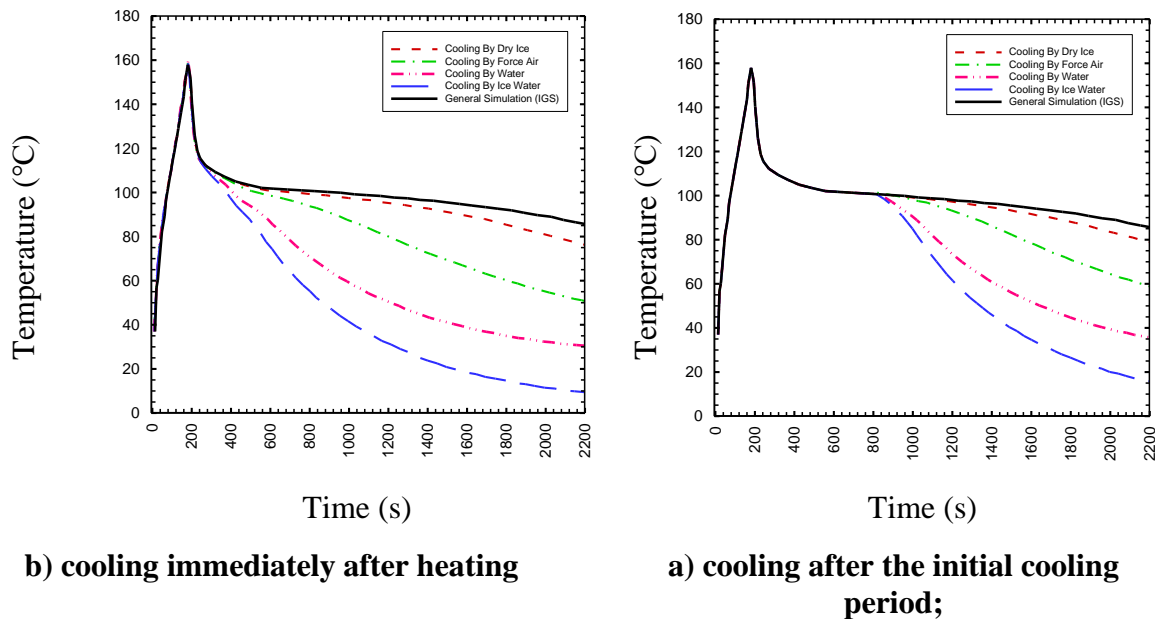 180
160
140
120
100
80
60
40
20
0
Temperature (°C)
Cooling By Dry Ice
Cooling By Force Air
Cooling By Water
Cooling By Ice Water
General Simulation (IGS)
0
200
400
600
800
1000
1200
1400
1600
1800
2000
2200
Time (s)
b) cooling immediately after heating
180
160
140
120
100
80
60
40
20
0
Temperature (°C)
Cooling By Dry Ice
Cooling By Force Air
Cooling By Water
Cooling By Ice Water
General Simulation (IGS)
0
200
400
600
800
1000
1200
1400
1600
1800
2000
2200
Time (s)
a) cooling after the initial cooling
period;